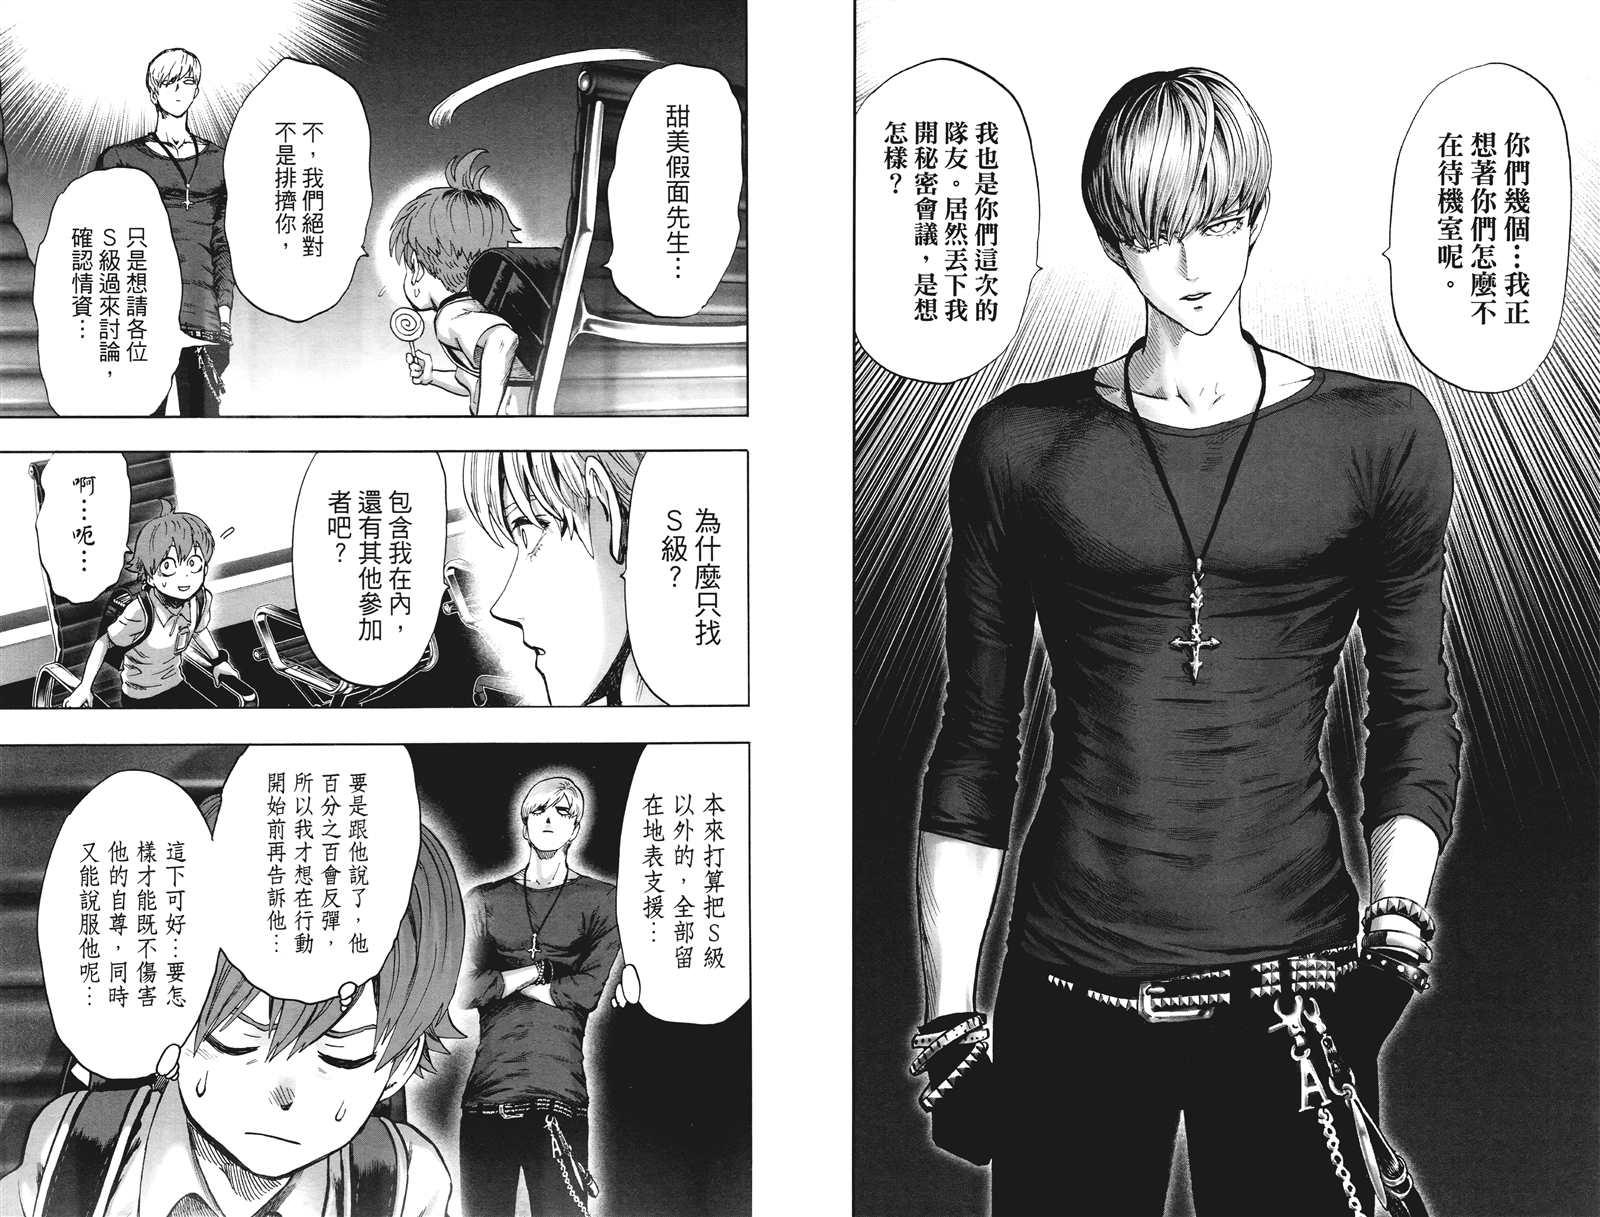 你們幾個…我正
想著你們怎麼不
在待機室呢。
我也是你們這次的
隊友。居然丟下我
開秘密會議，是想
怎樣？
A
甜美假面先生…
不，我們絕對
不是排擠你，
只是想請各位
S級過來討論，
確認情資…
為什麼只找
S級？
包含我在內，
還有其他參加
者吧？
啊…呃…
本來打算把S級
以外的，全部留
在地表支援…
要是跟他說了，他
百分之百會反彈，
所以我才想在行動
開始前再告訴他…
這下可好…要怎
樣才能既不傷害
他的自尊，同時
又能說服他呢…
A